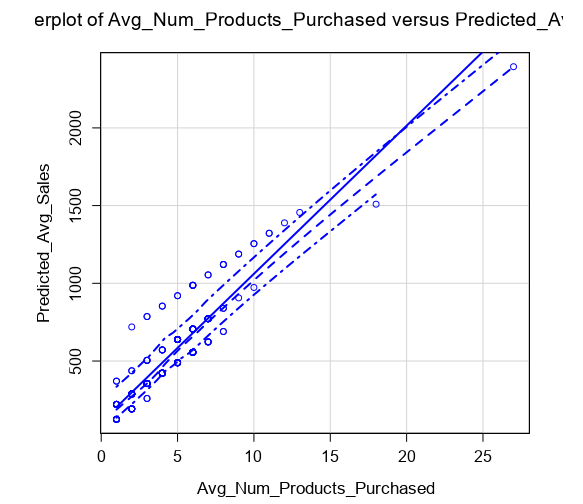 erplot of Avg_Num_Products_Purchased versus Predicted_Av
Predicted_Avg_Sales
2000
1500
1000
500
0 5 10 15 20 25
Avg_Num_Products_Purchased